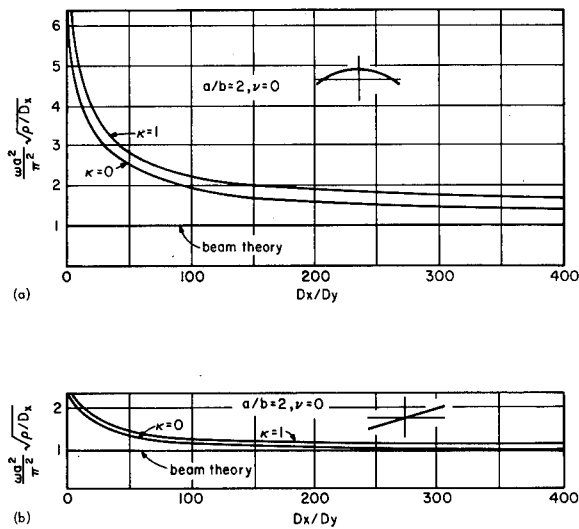 6
5
4
3
2
1
ωa²/π² √ρ/Dx
a/b=2, ν=0
κ=1
κ=0
beam theory
0 100 200 300 400
Dx/Dy
(a)
2
1
ωa²/π² √ρ/Dx
a/b=2, ν=0
κ=0
κ=1
beam theory
0 100 200 300 400
Dx/Dy
(b)